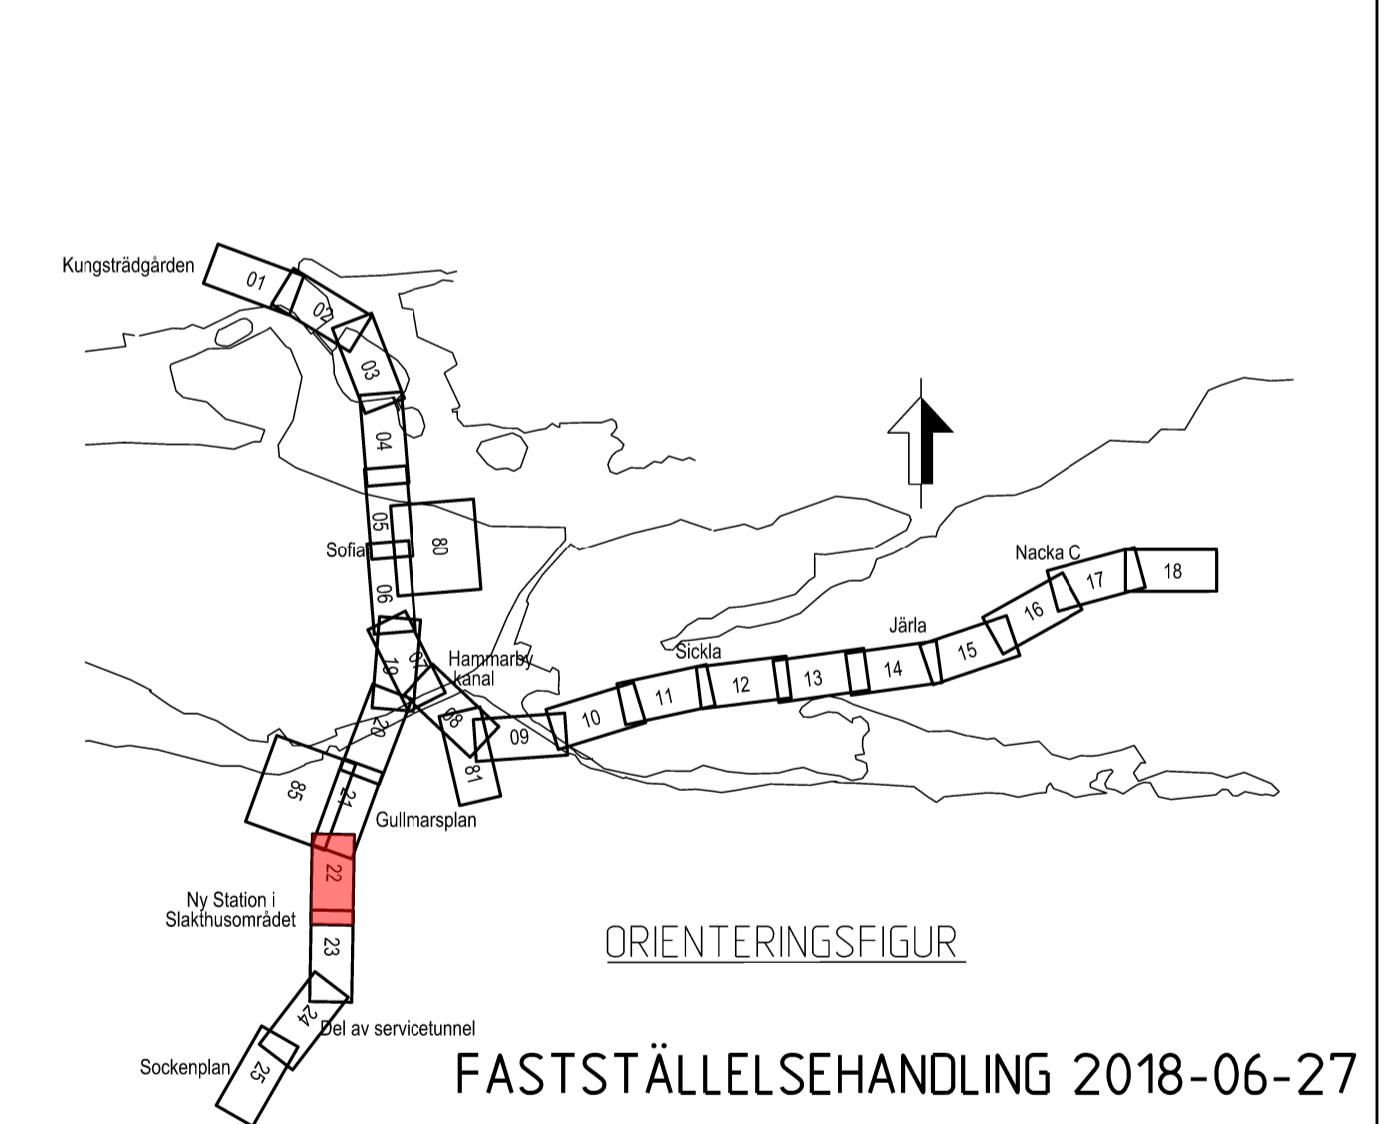 Kungsträdgården
01
02
03
04
05
80
Sofia
06
Nacka C
17
18
16
Järla
15
Sickla
14
13
12
11
10
Hammarby
kanal
19
07
08
09
81
20
85
21
Gullmarsplan
22
Ny Station i
Slakthusområdet
23
ORIENTERINGSFIGUR
24
Del av servicetunnel
Sockenplan
25
FASTSTÄLLELSEHANDLING 2018-06-27